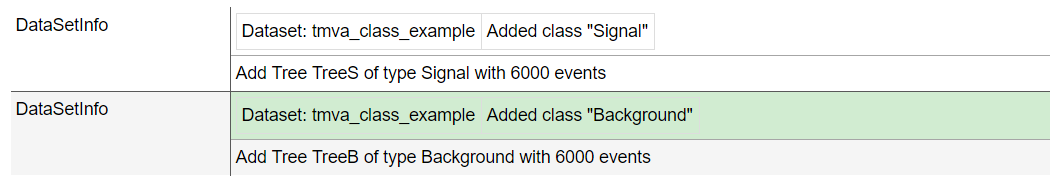 DataSetInfo Dataset: tmva_class_example Added class "Signal"
Add Tree TreeS of type Signal with 6000 events
DataSetInfo Dataset: tmva_class_example Added class "Background"
Add Tree TreeB of type Background with 6000 events